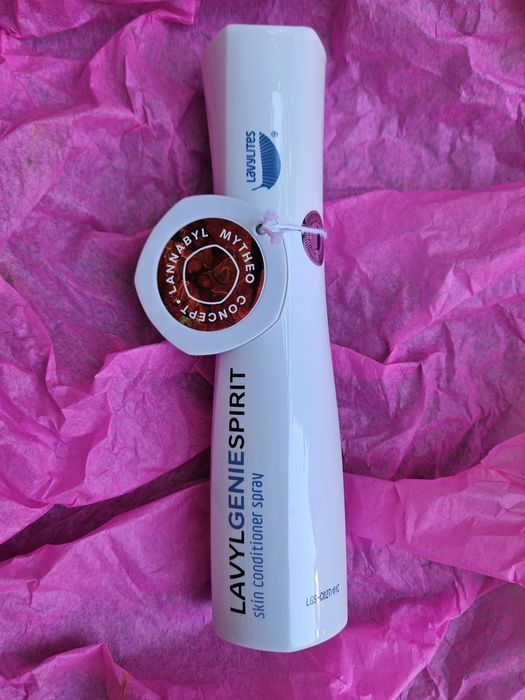 LAVYLITES®
LANNABYL MYTHEO CONCEPT •
LAVYLGENIESPIRIT
skin conditioner spray